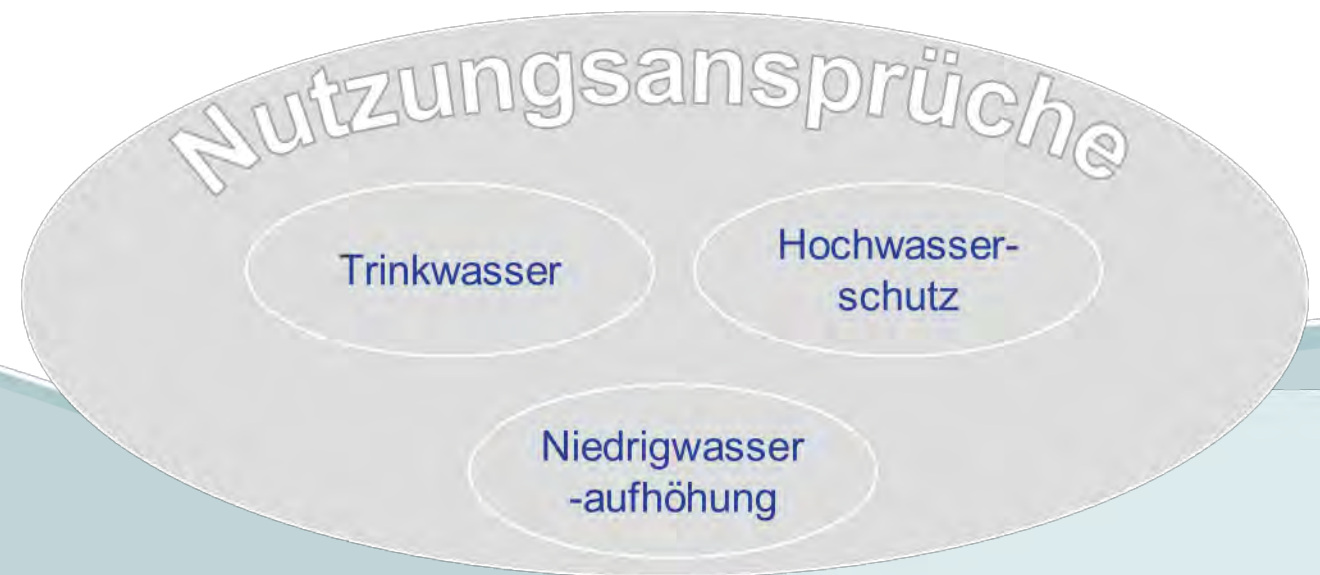 Nutzungsansprüche
Trinkwasser
Hochwasser-
schutz
Niedrigwasser
-aufhöhung